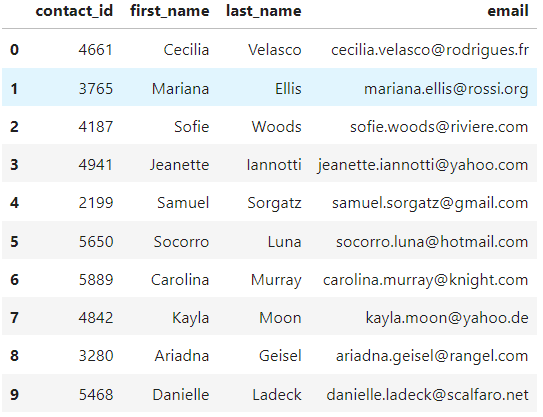 contact_id first_name last_name email
0 4661 Cecilia Velasco cecilia.velasco@rodrigues.fr
1 3765 Mariana Ellis mariana.ellis@rossi.org
2 4187 Sofie Woods sofie.woods@riviere.com
3 4941 Jeanette Iannotti jeanette.iannotti@yahoo.com
4 2199 Samuel Sorgatz samuel.sorgatz@gmail.com
5 5650 Socorro Luna socorro.luna@hotmail.com
6 5889 Carolina Murray carolina.murray@knight.com
7 4842 Kayla Moon kayla.moon@yahoo.de
8 3280 Ariadna Geisel ariadna.geisel@rangel.com
9 5468 Danielle Ladeck danielle.ladeck@scalfaro.net